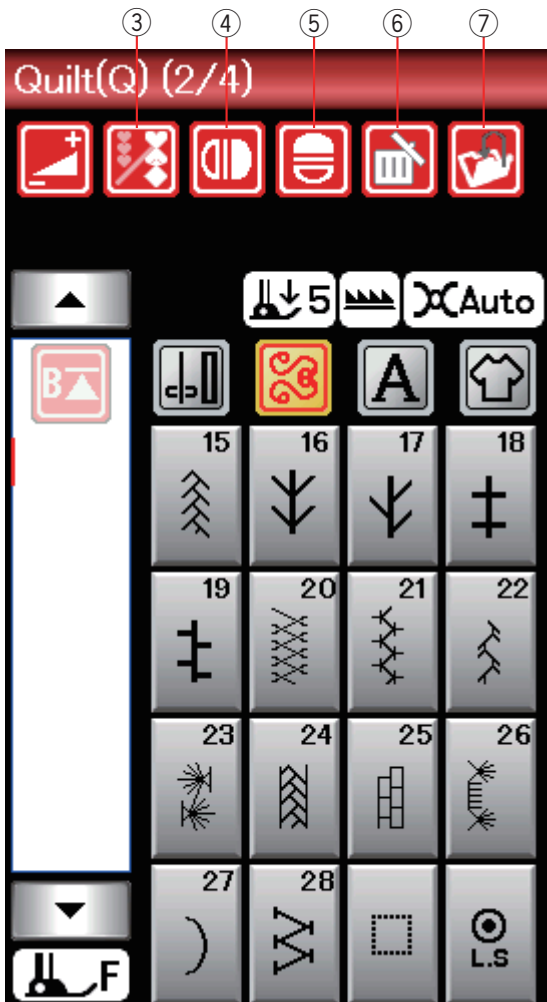 ③ ④ ⑤ ⑥ ⑦
Quilt(Q) (2/4)
5 Auto
B A
15 16 17 18
19 20 21 22
23 24 25 26
27 28
L.S
F